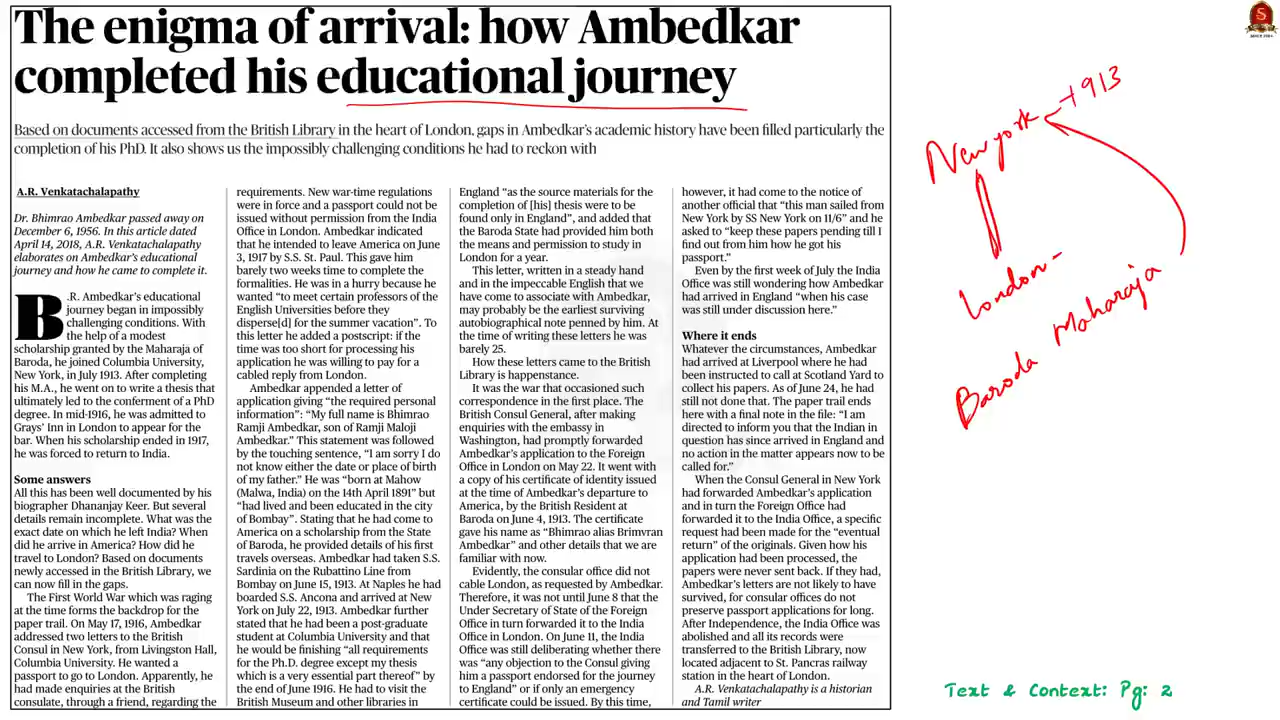 The enigma of arrival: how Ambedkar
completed his educational journey
Based on documents accessed from the British Library in the heart of London, gaps in Ambedkar's academic history have been filled particularly the
completion of his PhD. It also shows us the impossibly challenging conditions he had to reckon with
A.R. Venkatachalapathy
Dr. Bhimrao Ambedkar passed away on
December 6, 1956. In this article dated
April 14, 2018, A.R. Venkatachalapathy
elaborates on Ambedkar's educational
journey and how he came to complete it.
B.R. Ambedkar's educational
journey began in impossibly
challenging conditions. With
the help of a modest
scholarship granted by the Maharaja of
Baroda, he joined Columbia University,
New York, in July 1913. After completing
his M.A., he went on to write a thesis that
ultimately led to the conferment of a PhD
degree. In mid-1916, he was admitted to
Grays' Inn in London to appear for the
bar. When his scholarship ended in 1917,
he was forced to return to India.
Some answers
All this has been well documented by his
biographer Dhananjay Keer. But several
details remain incomplete. What was the
exact date on which he left India? When
did he arrive in America? How did he
travel to London? Based on documents
newly accessed in the British Library, we
can now fill in the gaps.
The First World War which was raging
at the time forms the backdrop for the
paper trail. On May 17, 1916, Ambedkar
addressed two letters to the British
Consul in New York, from Livingston Hall,
Columbia University. He wanted a
passport to go to London. Apparently, he
had made enquiries at the British
consulate, through a friend, regarding the
requirements. New war-time regulations
were in force and a passport could not be
issued without permission from the India
Office in London. Ambedkar indicated
that he intended to leave America on June
3, 1917 by S.S. St. Paul. This gave him
barely two weeks time to complete the
formalities. He was in a hurry because he
wanted "to meet certain professors of the
English Universities before they
disperse[d] for the summer vacation". To
this letter he added a postscript: if the
time was too short for processing his
application he was willing to pay for a
cabled reply from London.
Ambedkar appended a letter of
application giving "the required personal
information": "My full name is Bhimrao
Ramji Ambedkar, son of Ramji Maloji
Ambedkar." This statement was followed
by the touching sentence, "I am sorry I do
not know either the date or place of birth
of my father." He was "born at Mahow
(Malwa, India) on the 14th April 1891" but
"had lived and been educated in the city
of Bombay". Stating that he had come to
America on a scholarship from the State
of Baroda, he provided details of his first
travels overseas. Ambedkar had taken S.S.
Sardinia on the Rubattino Line from
Bombay on June 15, 1913. At Naples he had
boarded S.S. Ancona and arrived at New
York on July 22, 1913. Ambedkar further
stated that he had been a post-graduate
student at Columbia University and that
he would be finishing "all requirements
for the Ph.D. degree except my thesis
which is a very essential part thereof" by
the end of June 1916. He had to visit the
British Museum and other libraries in
England "as the source materials for the
completion of [his] thesis were to be
found only in England", and added that
the Baroda State had provided him both
the means and permission to study in
London for a year.
This letter, written in a steady hand
and in the impeccable English that we
have come to associate with Ambedkar,
may probably be the earliest surviving
autobiographical note penned by him. At
the time of writing these letters he was
barely 25.
How these letters came to the British
Library is happenstance.
It was the war that occasioned such
correspondence in the first place. The
British Consul General, after making
enquiries with the embassy in
Washington, had promptly forwarded
Ambedkar's application to the Foreign
Office in London on May 22. It went with
a copy of his certificate of identity issued
at the time of Ambedkar's departure to
America, by the British Resident at
Baroda on June 4, 1913. The certificate
gave his name as "Bhimrao alias Brimvran
Ambedkar" and other details that we are
familiar with now.
Evidently, the consular office did not
cable London, as requested by Ambedkar.
Therefore, it was not until June 8 that the
Under Secretary of State of the Foreign
Office in turn forwarded it to the India
Office in London. On June 11, the India
Office was still deliberating whether there
was "any objection to the Consul giving
him a passport endorsed for the journey
to England" or if only an emergency
certificate could be issued. By this time,
however, it had come to the notice of
another official that "this man sailed from
New York by SS New York on 11/6" and he
asked to "keep these papers pending till I
find out from him how he got his
passport."
Even by the first week of July the India
Office was still wondering how Ambedkar
had arrived in England "when his case
was still under discussion here."
Where it ends
Whatever the circumstances, Ambedkar
had arrived at Liverpool where he had
been instructed to call at Scotland Yard to
collect his papers. As of June 24, he had
still not done that. The paper trail ends
here with a final note in the file: "I am
directed to inform you that the Indian in
question has since arrived in England and
no action in the matter appears now to be
called for."
When the Consul General in New York
had forwarded Ambedkar's application
and in turn the Foreign Office had
forwarded it to the India Office, a specific
request had been made for the "eventual
return" of the originals. Given how his
application had been processed, the
papers were never sent back. If they had,
Ambedkar's letters are not likely to have
survived, for consular offices do not
preserve passport applications for long.
After Independence, the India Office was
abolished and all its records were
transferred to the British Library, now
located adjacent to St. Pancras railway
station in the heart of London.
A.R. Venkatachalapathy is a historian
and Tamil writer
New york 1913
London -
Baroda Maharaja
Text & Context: Pg: 2
S